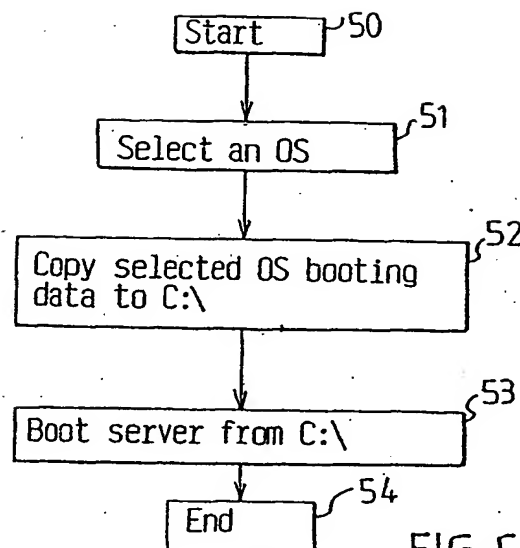 Start
50
Select an OS
51
Copy selected OS booting
data to C:\
52
Boot server from C:\
53
End
54